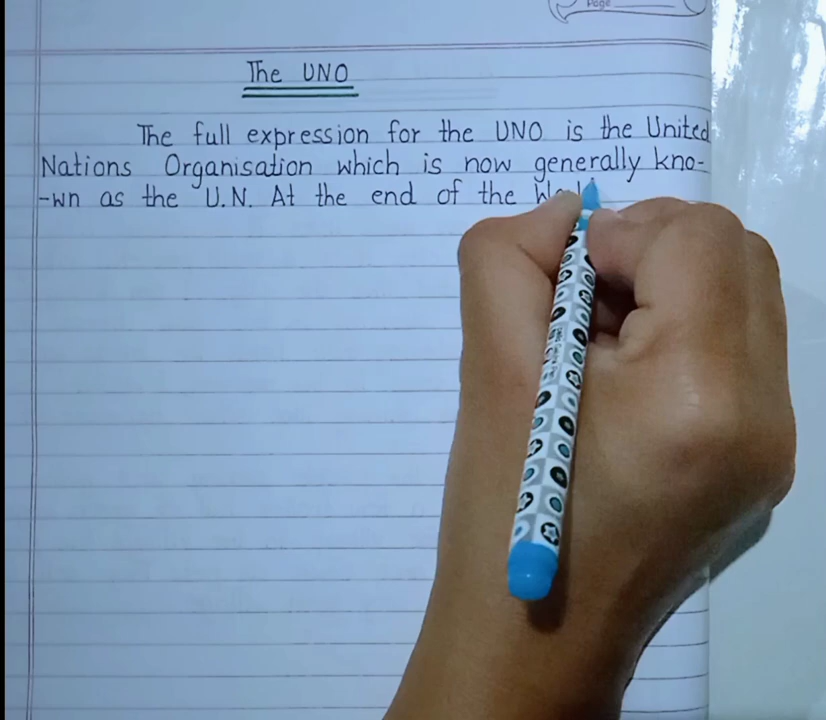 Page
The UNO
The full expression for the UNO is the United
Nations Organisation which is now generally kno-
-wn as the U.N. At the end of the